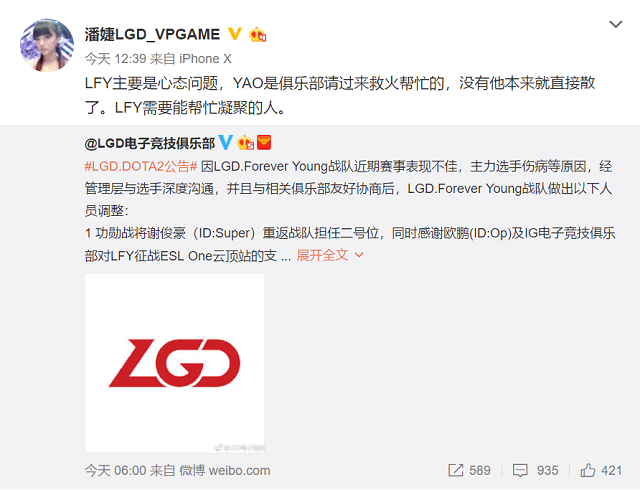 潘婕LGD_VPGAME
今天 12:39 来自 iPhone X
LFY主要是心态问题，YAO是俱乐部请过来救火帮忙的，没有他本来就直接散
了。LFY需要能帮忙凝聚的人。
@LGD电子竞技俱乐部
#LGD.DOTA2公告# 因LGD.Forever Young战队近期赛事表现不佳，主力选手伤病等原因，经
管理层与选手深度沟通，并且与相关俱乐部友好协商后，LGD.Forever Young战队做出以下人
员调整：
1 功勋战将谢俊豪（ID:Super）重返战队担任二号位，同时感谢欧鹏(ID:Op)及IG电子竞技俱乐
部对LFY征战ESL One云顶站的支 ... 展开全文
LGD
今天 06:00 来自 微博 weibo.com
589 935 421